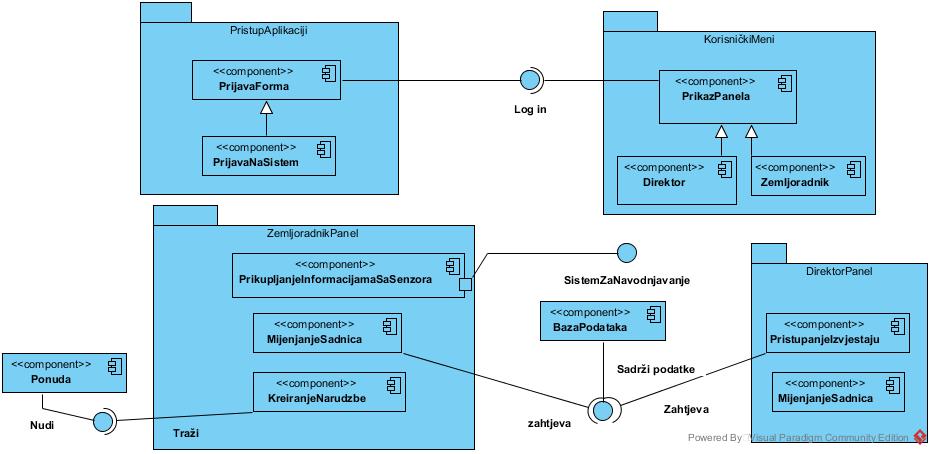 PristupAplikaciji
<<component>>
PrijavaForma
<<component>>
PrijavaNaSistem
Log in
KorisničkiMeni
<<component>>
PrikazPanela
<<component>>
Direktor
<<component>>
Zemljoradnik
ZemljoradnikPanel
<<component>>
PrikupljanjeInformacijamaSaSenzora
<<component>>
MijenjanjeSadnica
<<component>>
KreiranjeNarudzbe
Traži
<<component>>
Ponuda
Nudi
SistemZaNavodnjavanje
<<component>>
BazaPodataka
Sadrži podatke
zahtjeva
Zahtjeva
DirektorPanel
<<component>>
PristupanjeIzvjestaju
<<component>>
MijenjanjeSadnica
Powered By Visual Paradigm Community Edition